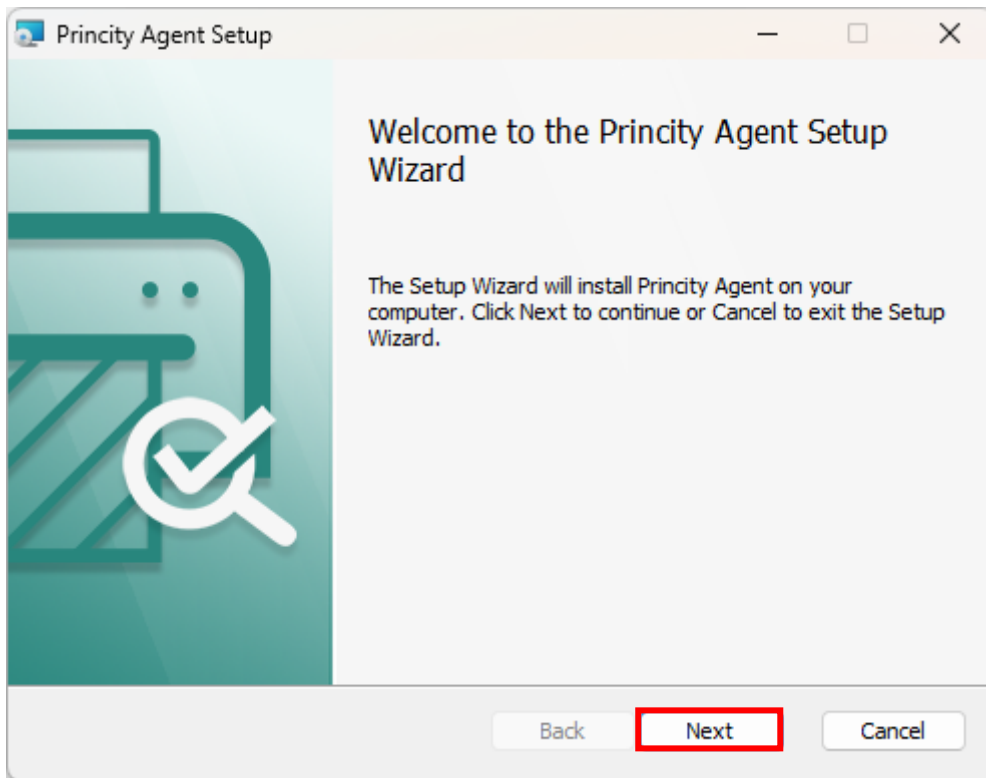 Princity Agent Setup
Welcome to the Princity Agent Setup
Wizard
The Setup Wizard will install Princity Agent on your
computer. Click Next to continue or Cancel to exit the Setup
Wizard.
Back Next Cancel